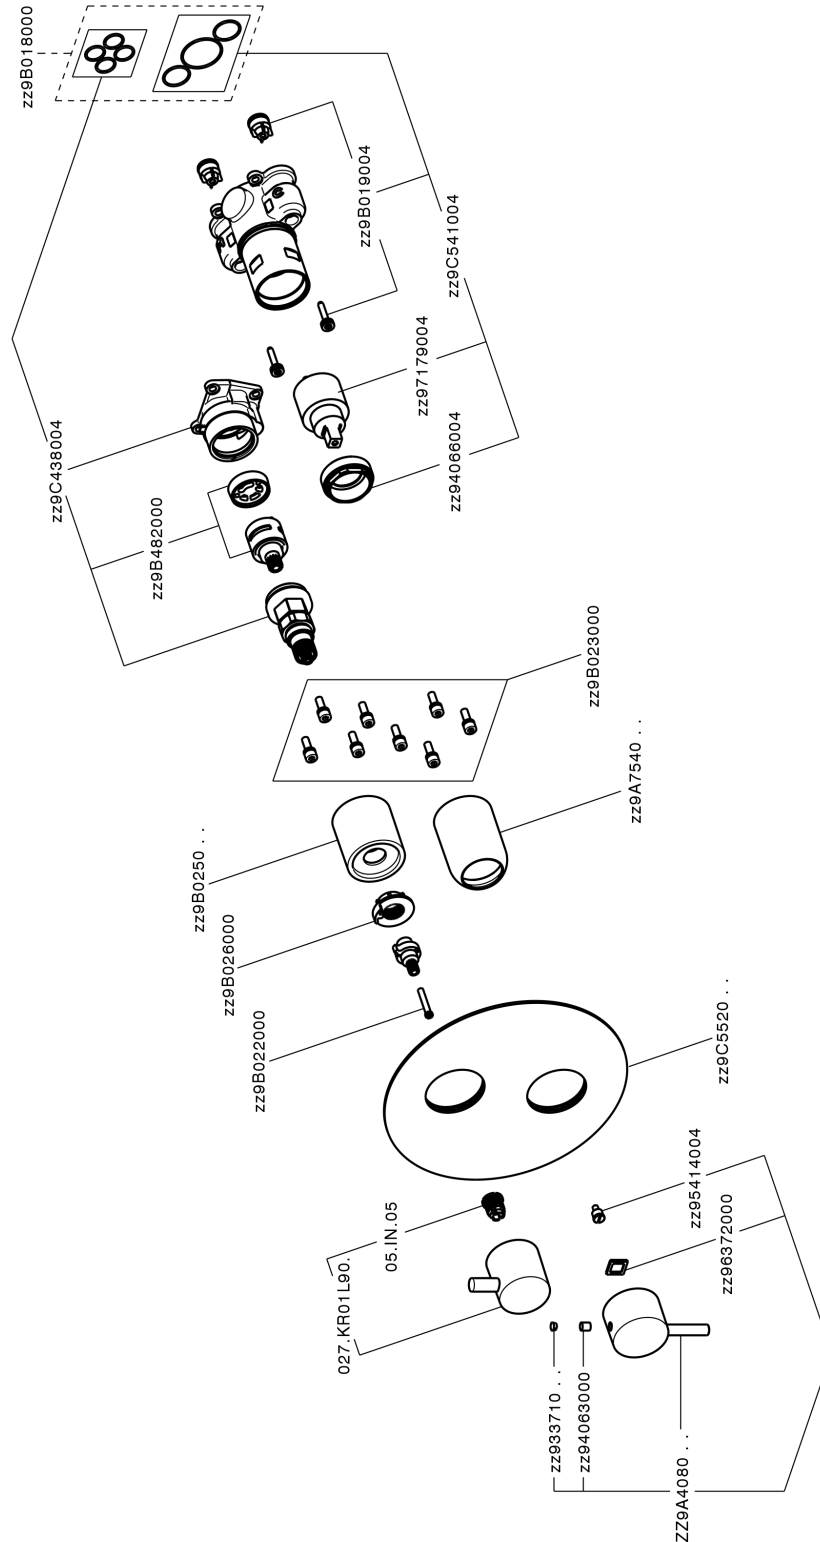 zz9B018000
zz9B019004
zz9C541004
zz97179004
zz94066004
zz9C438004
zz9B482000
zz9B023000
zz9A7540 . .
zz9B0250 . .
zz9B026000
zz9B022000
zz9C5520 . .
zz95414004
zz96372000
05.IN.05
027.KR01L90.
zz933710 . .
zz94063000
ZZ9A4080 . .